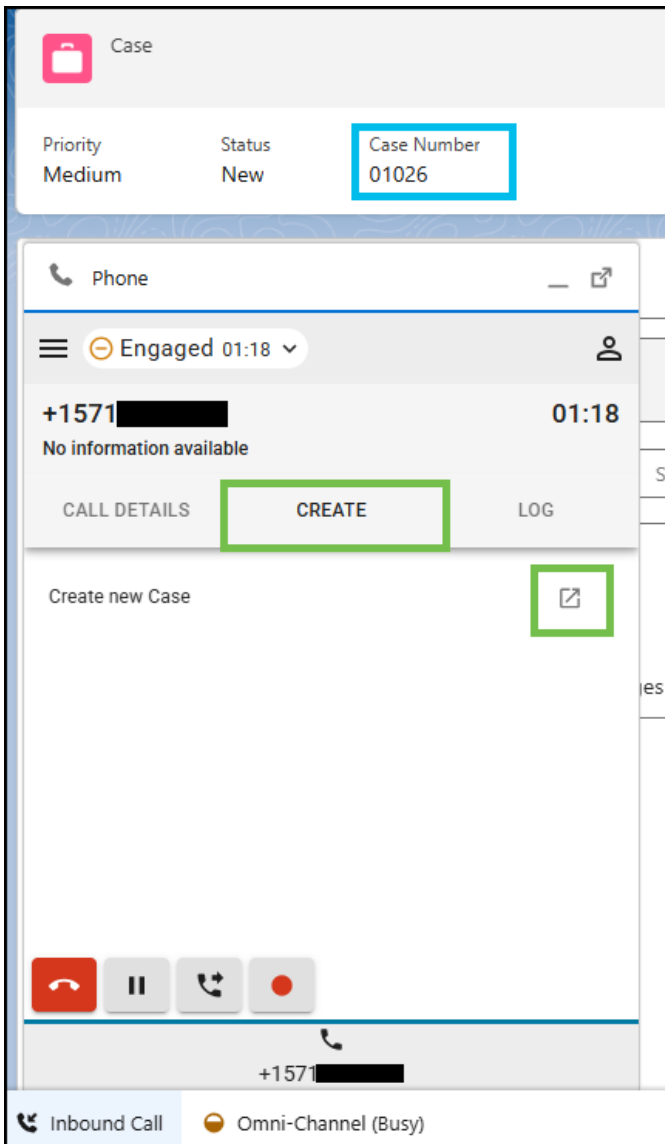 Case
Priority Status Case Number
Medium New 01026
Phone
Engaged 01:18
+1571 01:18
No information available
CALL DETAILS CREATE LOG
S
Create new Case
es
+1571
Inbound Call Omni-Channel (Busy)